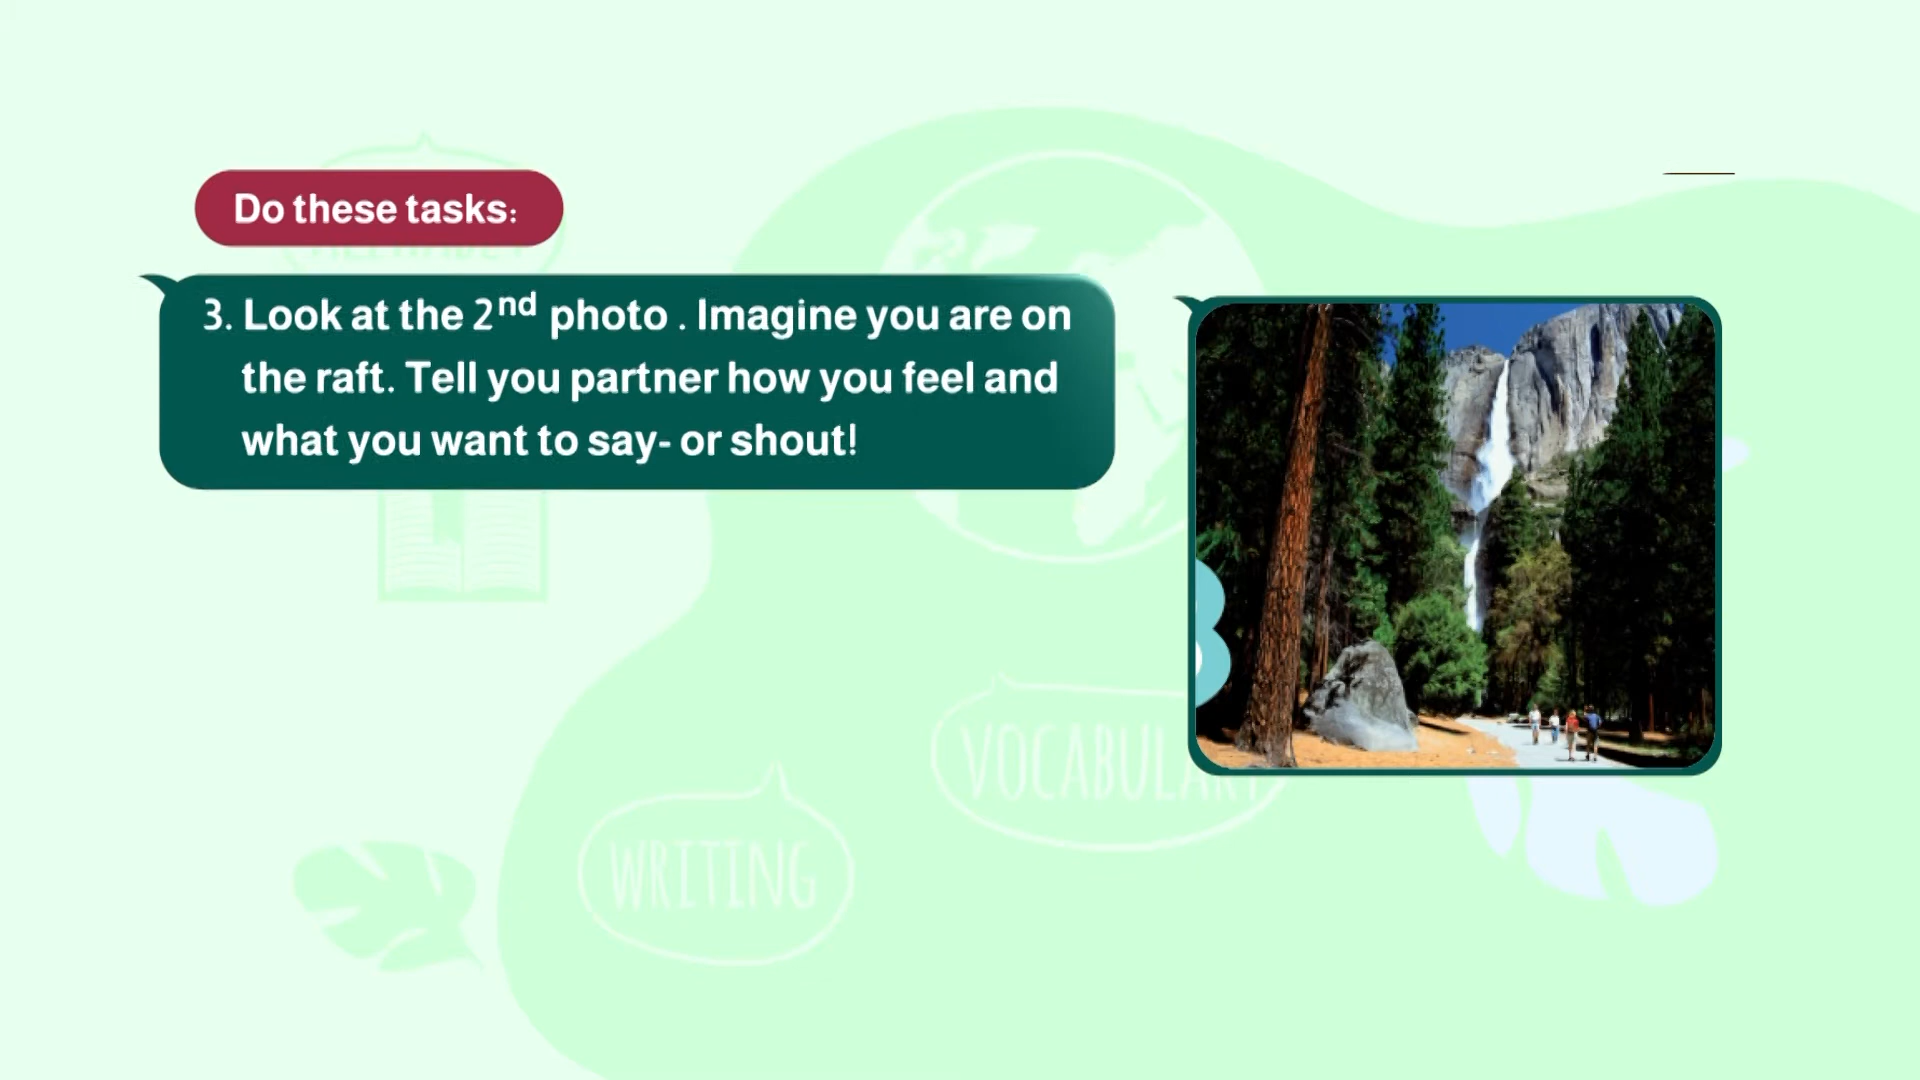 Do these tasks:
3. Look at the 2nd photo . Imagine you are on
the raft. Tell you partner how you feel and
what you want to say- or shout!
VOCABULARY
WRITING